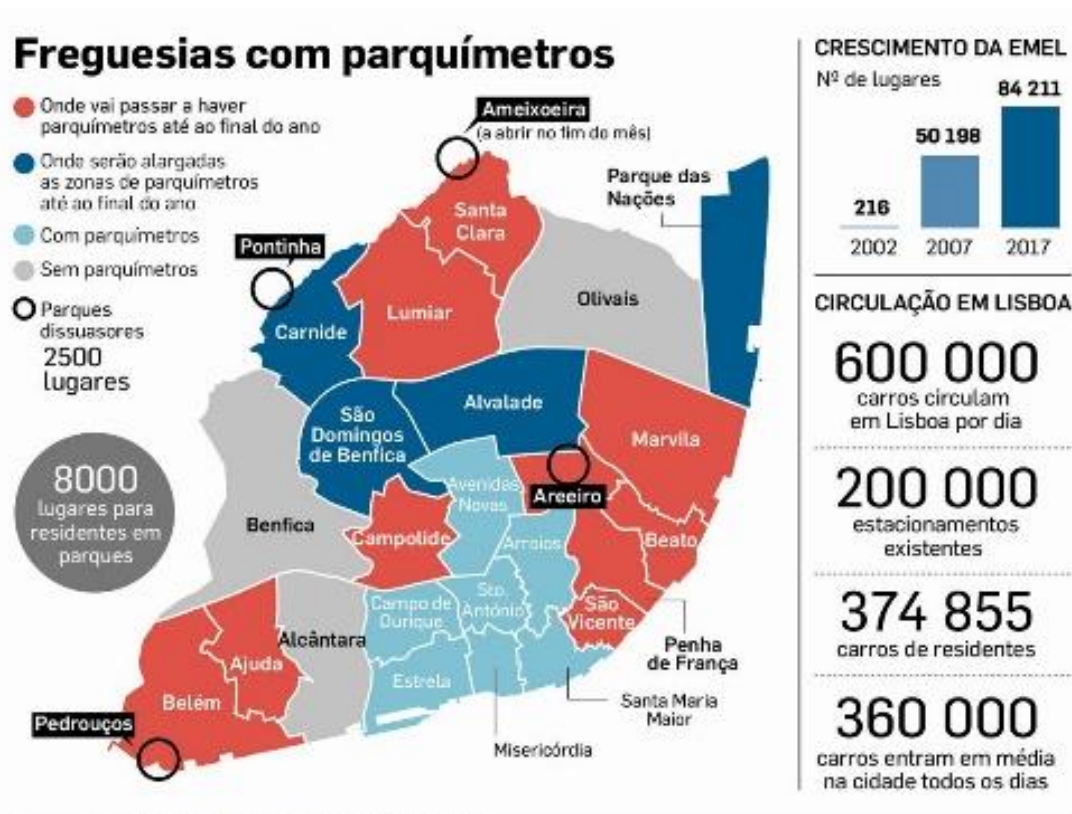 Freguesias com parquímetros
Onde vai passar a haver
parquímetros até ao final do ano
Onde serão alargadas
as zonas de parquímetros
até ao final do ano
Com parquímetros
Sem parquímetros
Parques
dissuasores
2500
lugares
8000
lugares para
residentes em
parques
Ameixoeira
(a abrir no fim do mês)
Parque das
Nações
Santa
Clara
Pontinha
Olivais
Lumiar
Carnide
Alvalade
São
Domingos
de Benfica
Marvila
Avenidas
Novas
Areeiro
Benfica
Campolide
Arroios
Beato
Campo de
Ourique
Sto.
António
São
Vicente
Alcântara
Penha
de França
Ajuda
Estrela
Belém
Santa Maria
Maior
Pedrouços
Misericórdia
CRESCIMENTO DA EMEL
Nº de lugares
84 211
50 198
216
2002 2007 2017
CIRCULAÇÃO EM LISBOA
600 000
carros circulam
em Lisboa por dia
200 000
estacionamentos
existentes
374 855
carros de residentes
360 000
carros entram em média
na cidade todos os dias